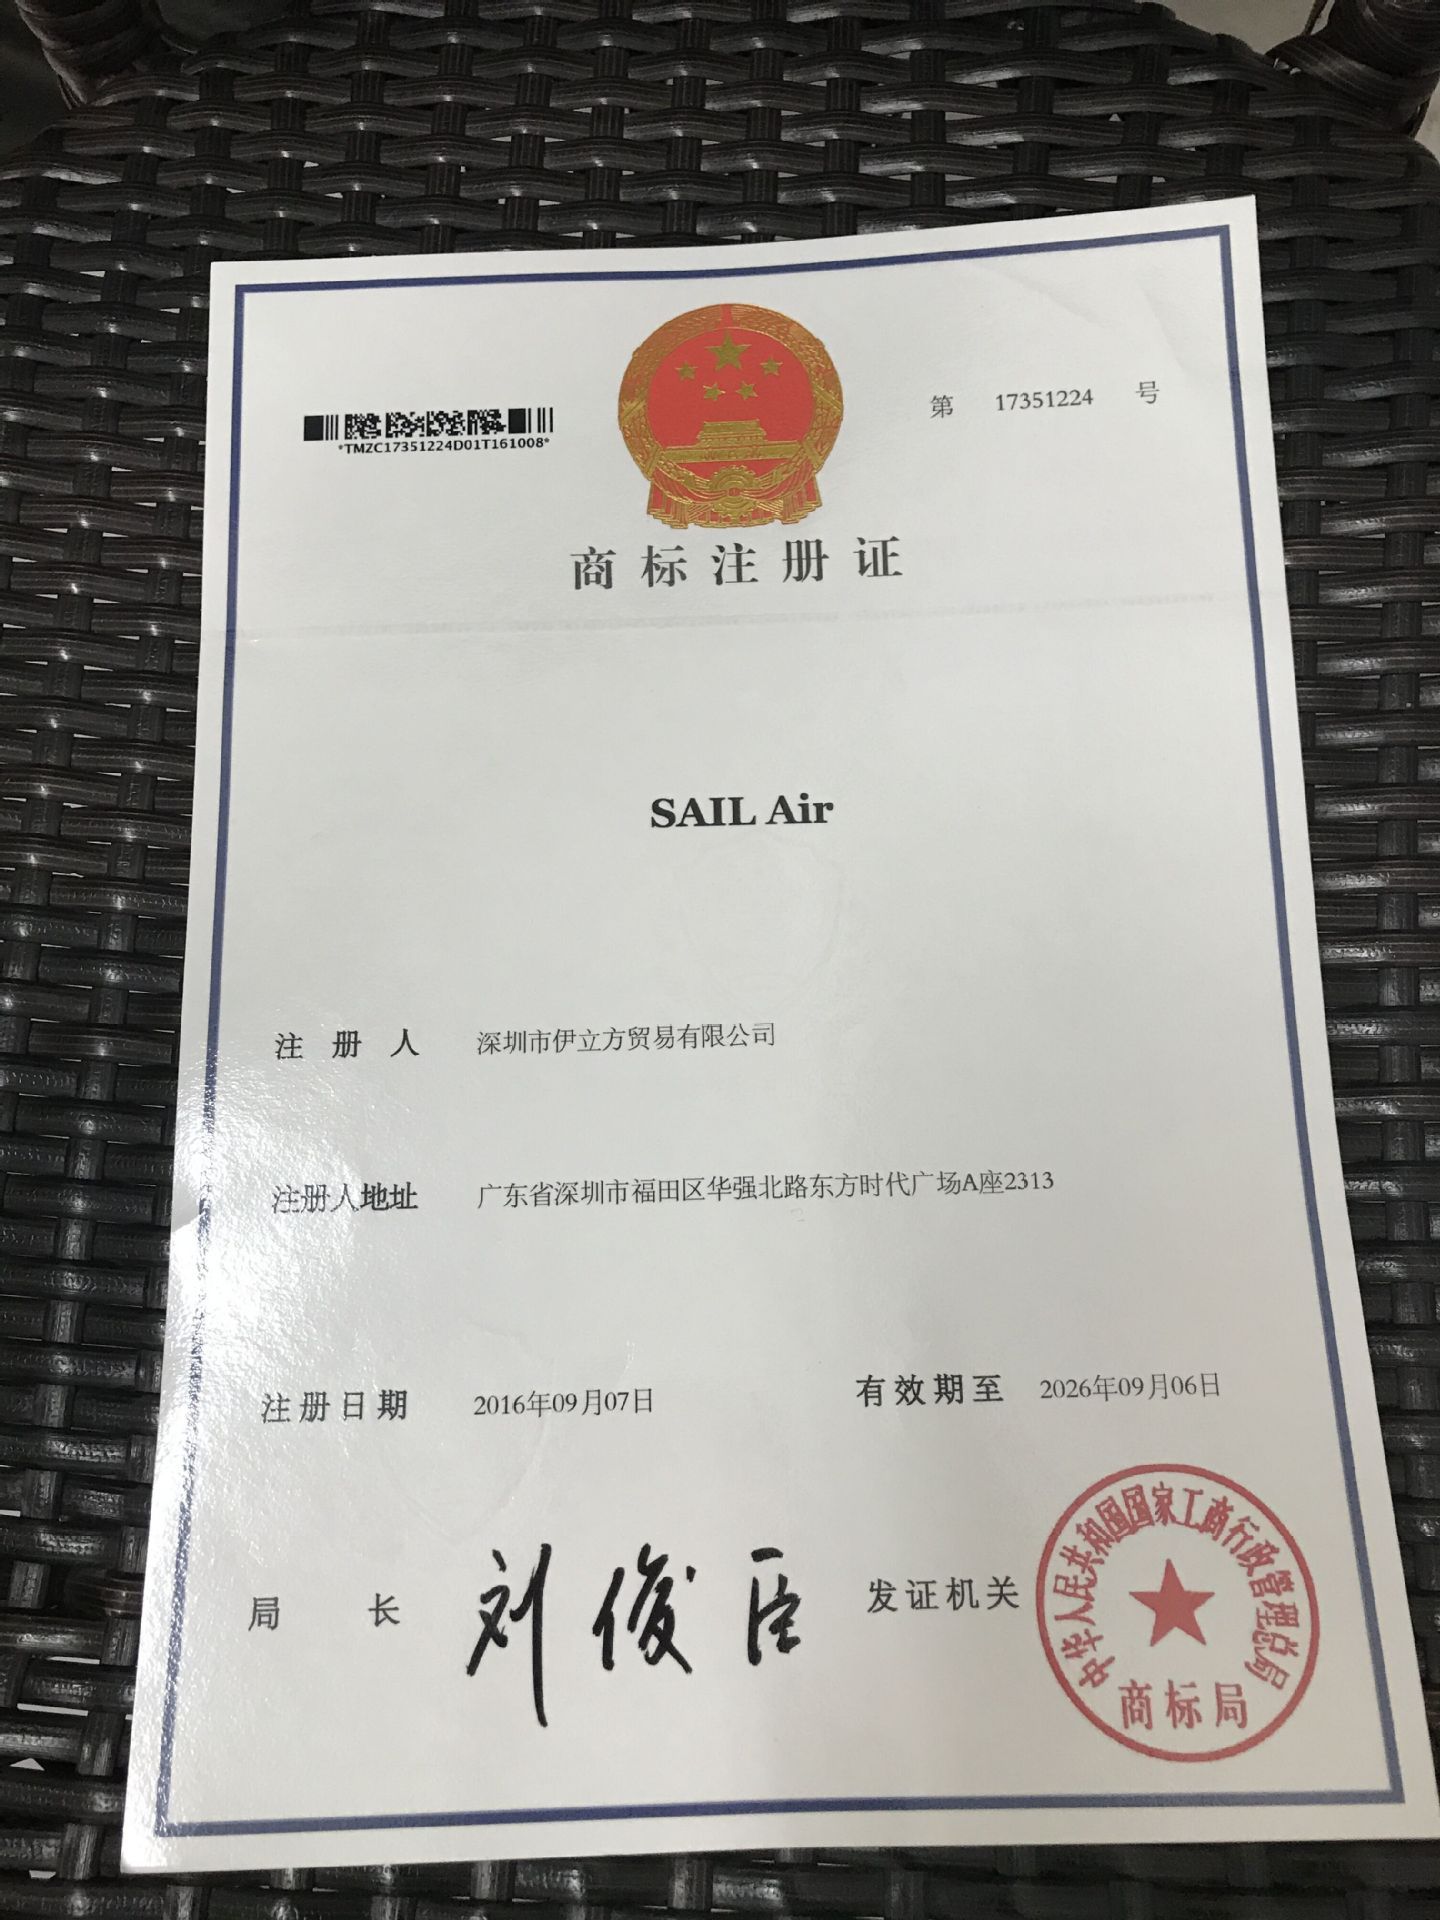 第 17351224 号
*TMZC17351224D01T161008*
商标注册证
SAIL Air
注册人 深圳市伊立方贸易有限公司
注册人地址 广东省深圳市福田区华强北路东方时代广场A座2313
注册日期 2016年09月07日 有效期至 2026年09月06日
局长 刘俊臣 发证机关
中华人民共和国国家工商行政管理总局
商标局